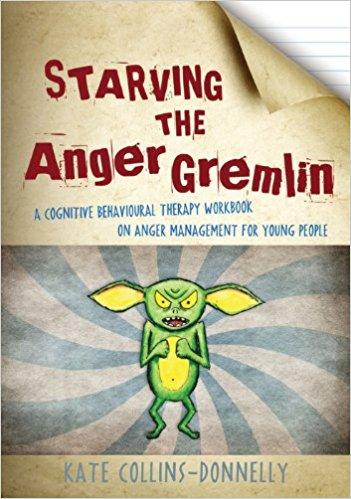 STARVING
THE
Anger Gremlin
A COGNITIVE BEHAVIOURAL THERAPY WORKBOOK
ON ANGER MANAGEMENT FOR YOUNG PEOPLE
KATE COLLINS-DONNELLY